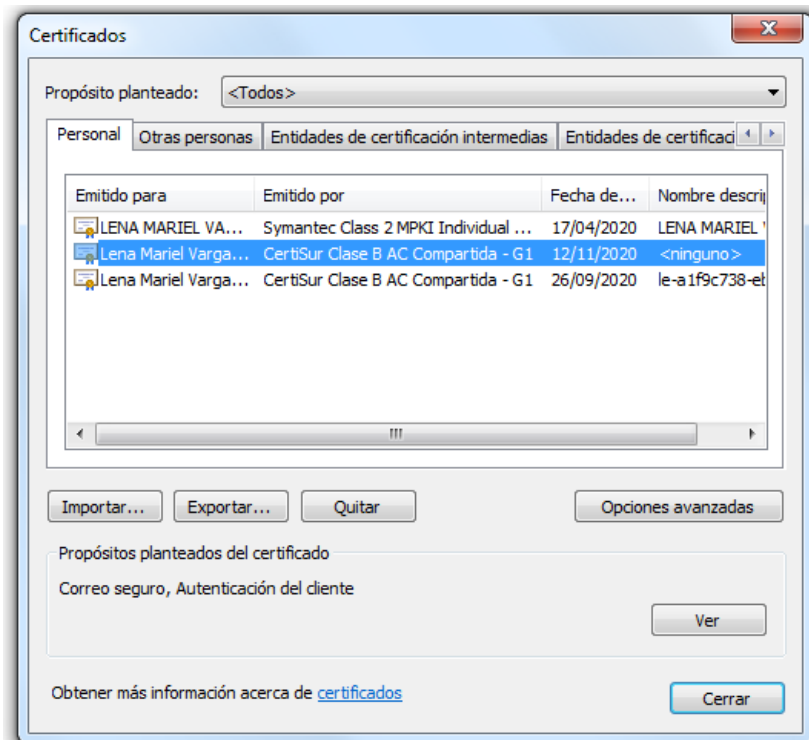 Certificados
Propósito planteado: <Todos>
Personal Otras personas Entidades de certificación intermedias Entidades de certificaci
Emitido para Emitido por Fecha de... Nombre descrip
LENA MARIEL VA... Symantec Class 2 MPKI Individual ... 17/04/2020 LENA MARIEL
Lena Mariel Varga... CertiSur Clase B AC Compartida - G1 12/11/2020 <ninguno>
Lena Mariel Varga... CertiSur Clase B AC Compartida - G1 26/09/2020 le-a1f9c738-eb
Importar... Exportar... Quitar Opciones avanzadas
Propósitos planteados del certificado
Correo seguro, Autenticación del cliente
Ver
Obtener más información acerca de certificados
Cerrar